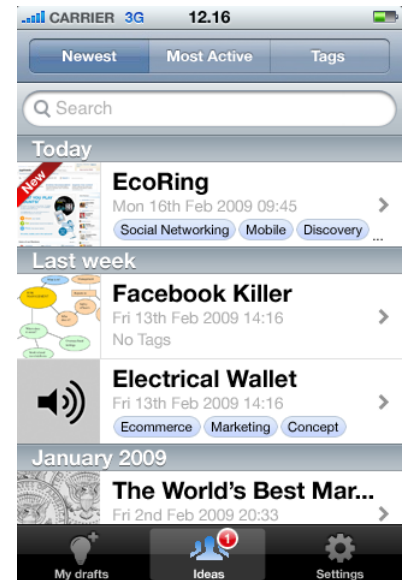 CARRIER 3G 12.16
Newest Most Active Tags
Search
Today
New
EcoRing
Mon 16th Feb 2009 09:45
Social Networking Mobile Discovery ...
Last week
Facebook Killer
Fri 13th Feb 2009 14:16
No Tags
Electrical Wallet
Fri 13th Feb 2009 14:16
Ecommerce Marketing Concept
January 2009
The World's Best Mar...
Fri 2nd Feb 2009 20:33
1
My drafts Ideas Settings